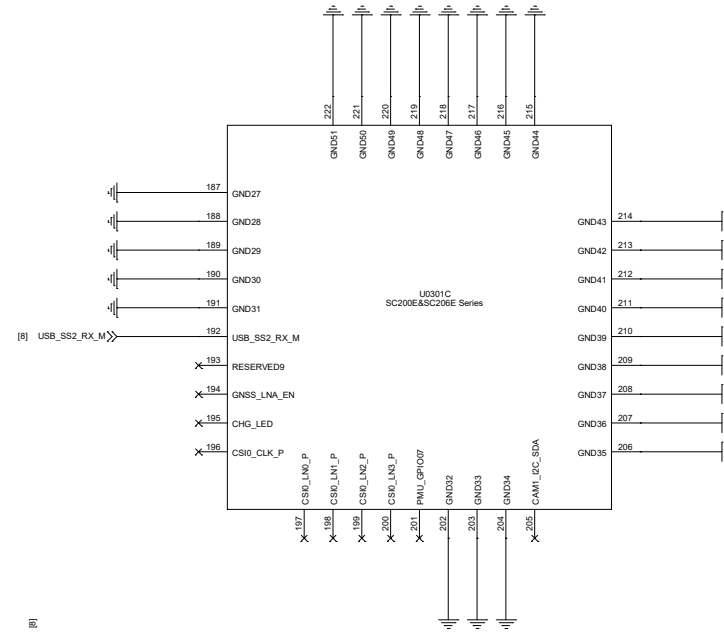 222 221 220 219 218 217 216 215
GND51 GND50 GND49 GND48 GND47 GND46 GND45 GND44
187 GND27
188 GND28
189 GND29
190 GND30
191 GND31
[8] USB_SS2_RX_M 192 USB_SS2_RX_M
193 RESERVED9
194 GNSS_LNA_EN
195 CHG_LED
196 CSI0_CLK_P
U0301C
SC200E&SC206E Series
GND43 214
GND42 213
GND41 212
GND40 211
GND39 210
GND38 209
GND37 208
GND36 207
GND35 206
CSI0_LN0_P CSI0_LN1_P CSI0_LN2_P CSI0_LN3_P PMU_GPIO07 GND32 GND33 GND34 CAM1_I2C_SDA
197 198 199 200 201 202 203 204 205
[8]